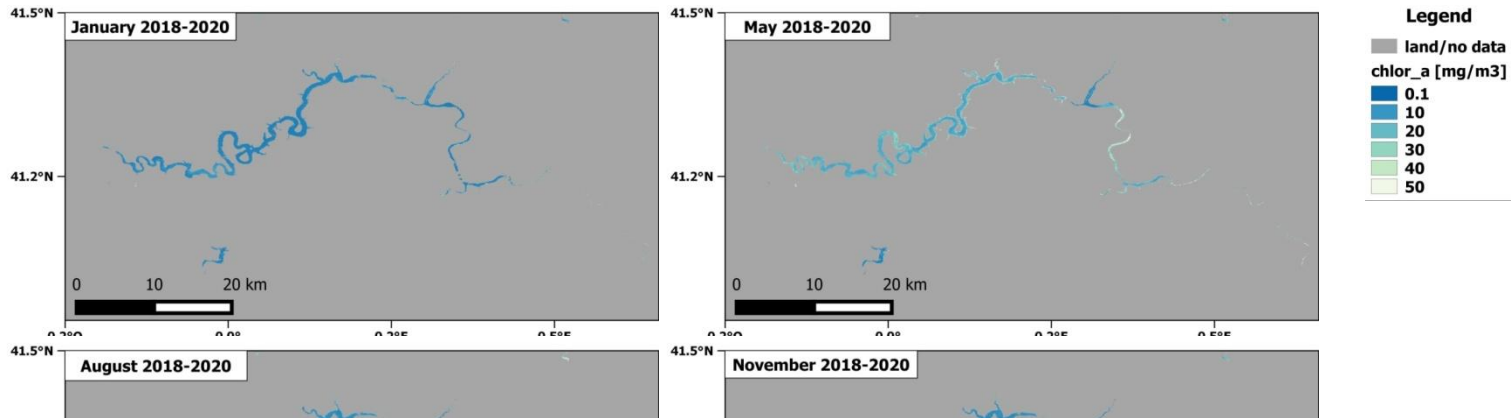 41.5°N
January 2018-2020
41.2°N
0 10 20 km
May 2018-2020
41.2°N
0 10 20 km
41.5°N
Legend
land/no data
chlor_a [mg/m3]
0.1
10
20
30
40
50
41.5°N
August 2018-2020
41.5°N
November 2018-2020